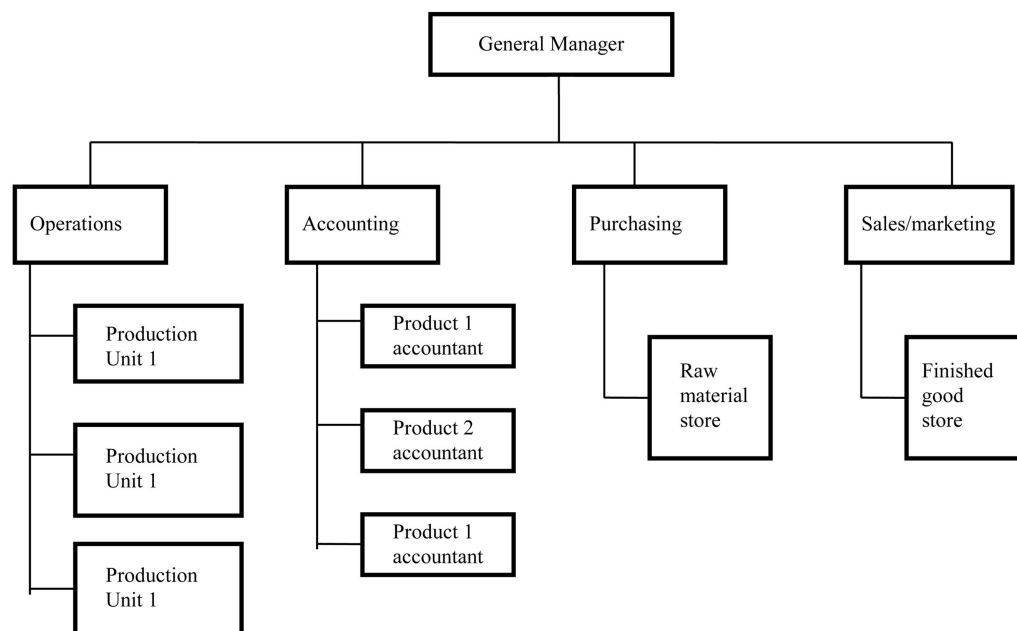 General Manager
Operations
Accounting
Purchasing
Sales/marketing
Production
Unit 1
Production
Unit 1
Production
Unit 1
Product 1
accountant
Product 2
accountant
Product 1
accountant
Raw
material
store
Finished
good
store